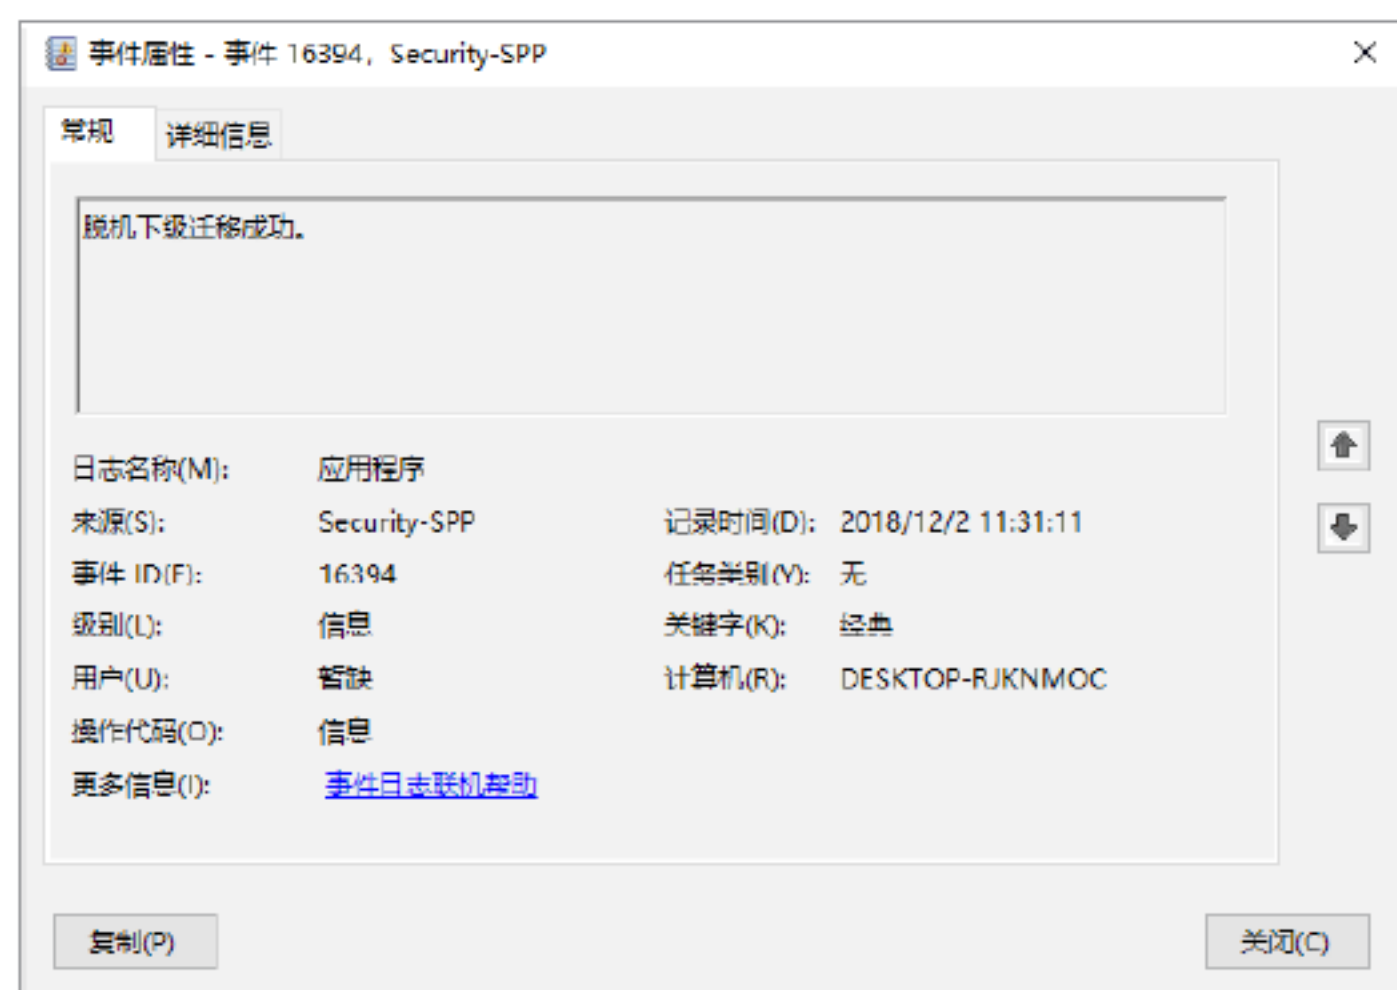 事件属性 - 事件 16394，Security-SPP
常规 详细信息
脱机下级迁移成功。
日志名称(M): 应用程序
来源(S): Security-SPP 记录时间(D): 2018/12/2 11:31:11
事件 ID(E): 16394 任务类别(Y): 无
级别(L): 信息 关键字(K): 经典
用户(U): 暂缺 计算机(R): DESKTOP-RJKNMOC
操作代码(O): 信息
更多信息(I): 事件日志联机帮助
复制(P) 关闭(C)